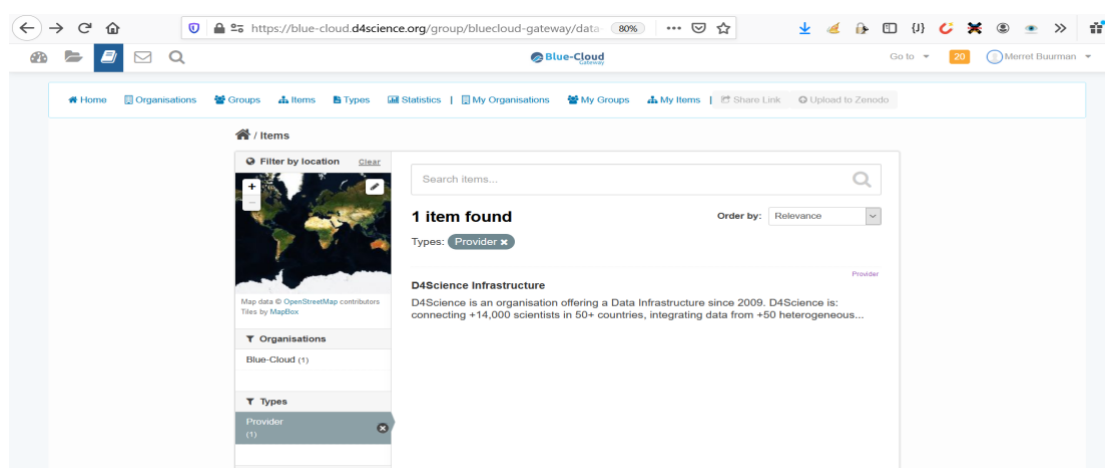 https://blue-cloud.d4science.org/group/bluecloud-gateway/data- 80%
Blue-Cloud
Gateway
Go to
20
Merret Buurman
Home Organisations Groups Items Types Statistics | My Organisations My Groups My Items | Share Link Upload to Zenodo
/ Items
Filter by location Clear
+
−
Search items...
1 item found
Order by: Relevance
Types: Provider x
Provider
D4Science Infrastructure
D4Science is an organisation offering a Data Infrastructure since 2009. D4Science is:
connecting +14,000 scientists in 50+ countries, integrating data from +50 heterogeneous...
Map data © OpenStreetMap contributors
Tiles by MapBox
Organisations
Blue-Cloud (1)
Types
Provider
(1)